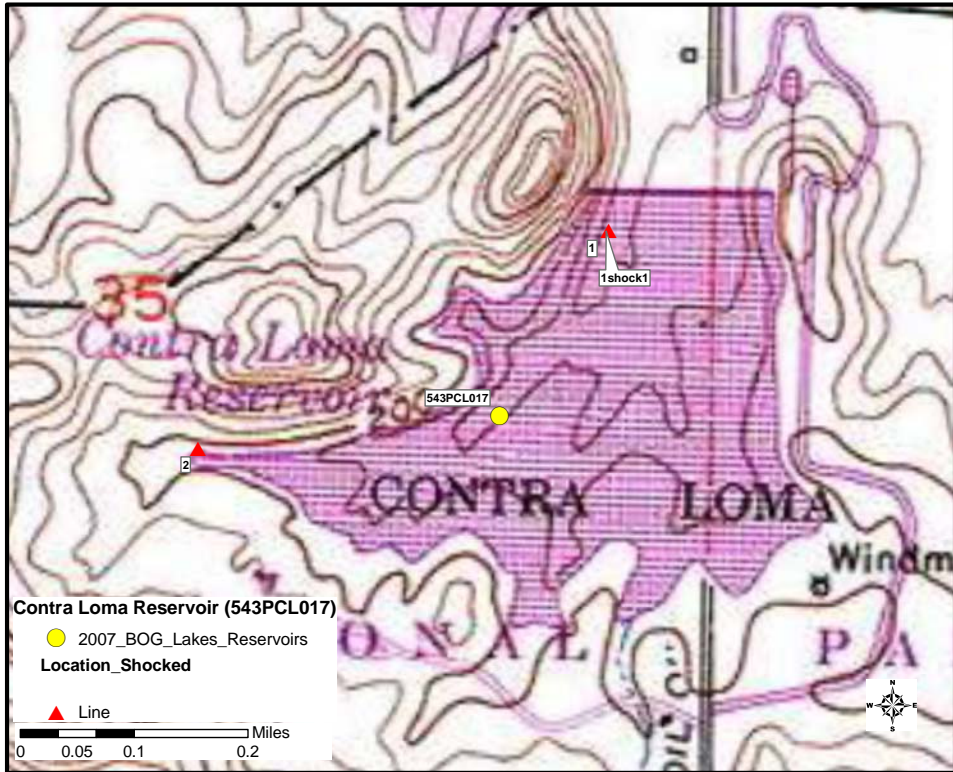 1
1shock1
35
Contra Loma
Reservoir
543PCL017
2
CONTRA LOMA
Windm
Contra Loma Reservoir (543PCL017)
2007_BOG_Lakes_Reservoirs
O N A L P A
Location_Shocked
Line
Miles
0 0.05 0.1 0.2
N
W E
S
OIL